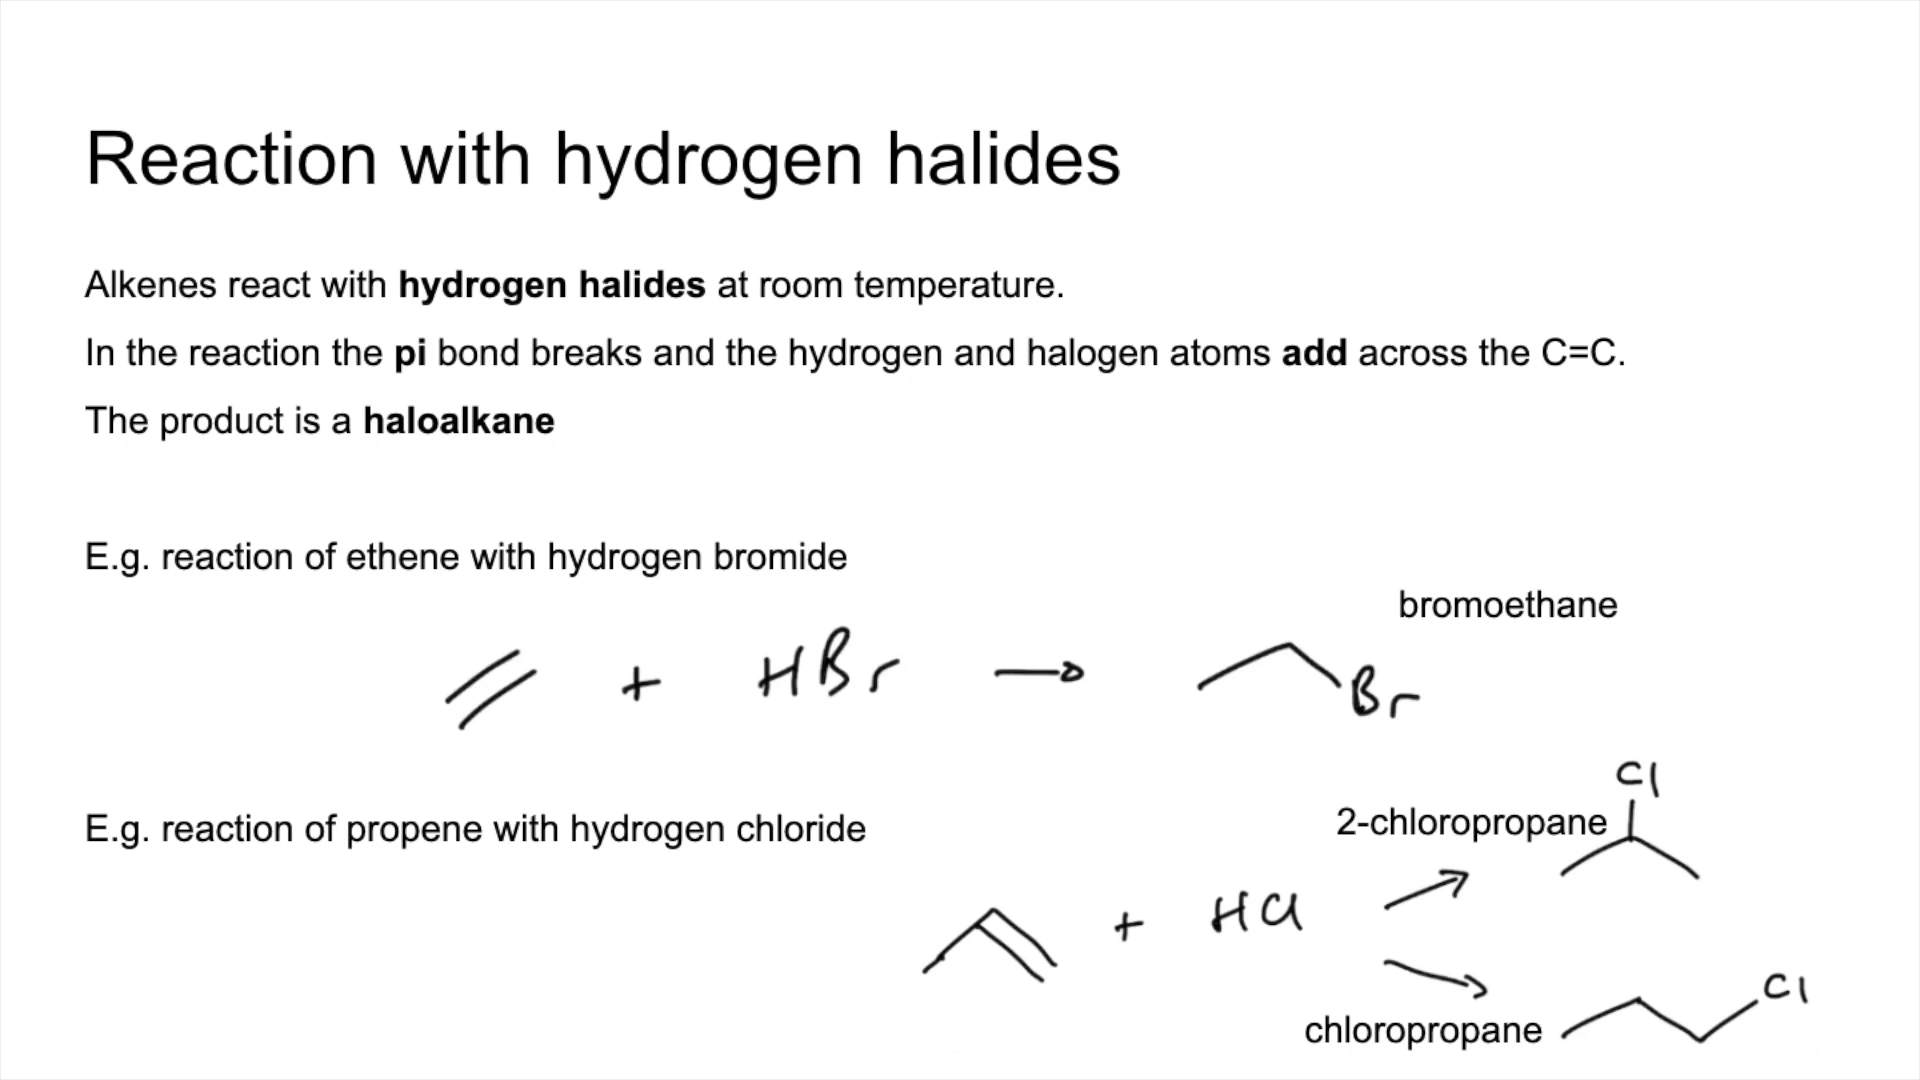 Reaction with hydrogen halides
Alkenes react with hydrogen halides at room temperature.
In the reaction the pi bond breaks and the hydrogen and halogen atoms add across the C=C.
The product is a haloalkane
E.g. reaction of ethene with hydrogen bromide
bromoethane
+ HBr → Br
E.g. reaction of propene with hydrogen chloride
Cl
2-chloropropane
+ HCl
Cl
chloropropane